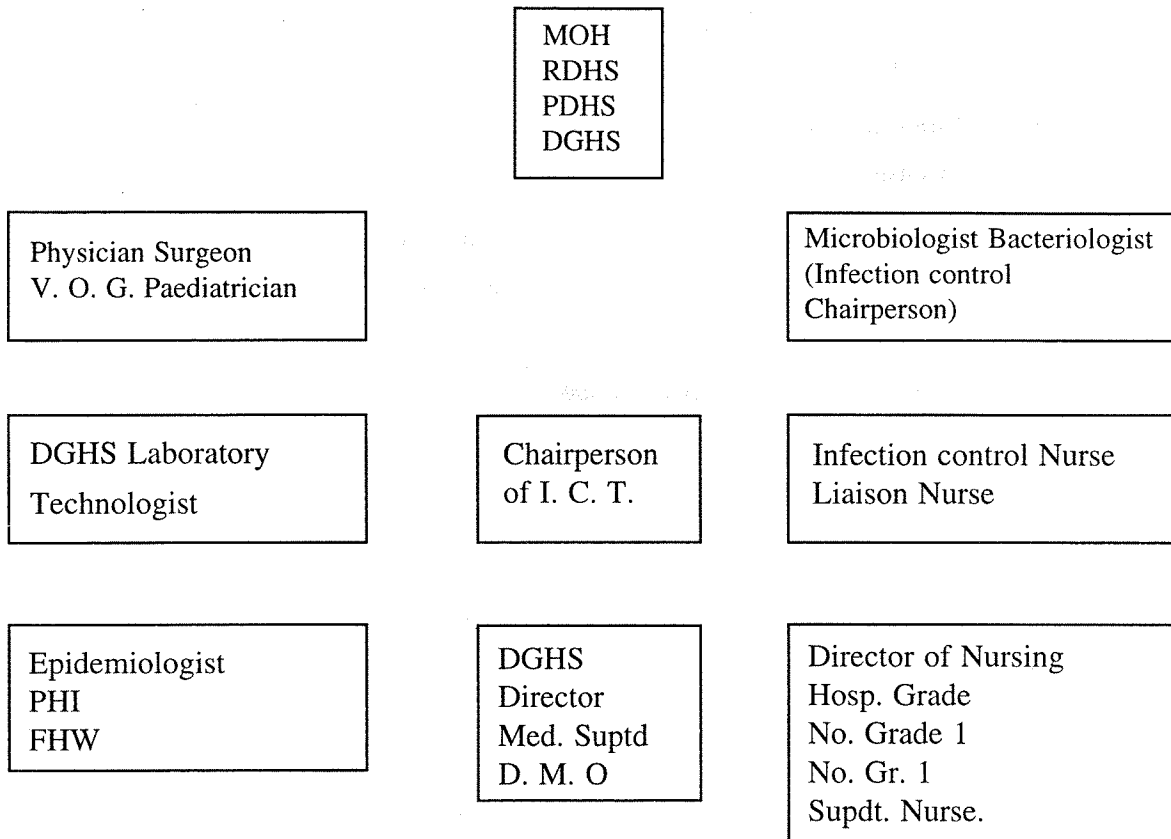 MOH
RDHS
PDHS
DGHS
Physician Surgeon
V. O. G. Paediatrician
Microbiologist Bacteriologist
(Infection control
Chairperson)
DGHS Laboratory
Technologist
Chairperson
of I. C. T.
Infection control Nurse
Liaison Nurse
Epidemiologist
PHI
FHW
DGHS
Director
Med. Suptd
D. M. O
Director of Nursing
Hosp. Grade
No. Grade 1
No. Gr. 1
Supdt. Nurse.